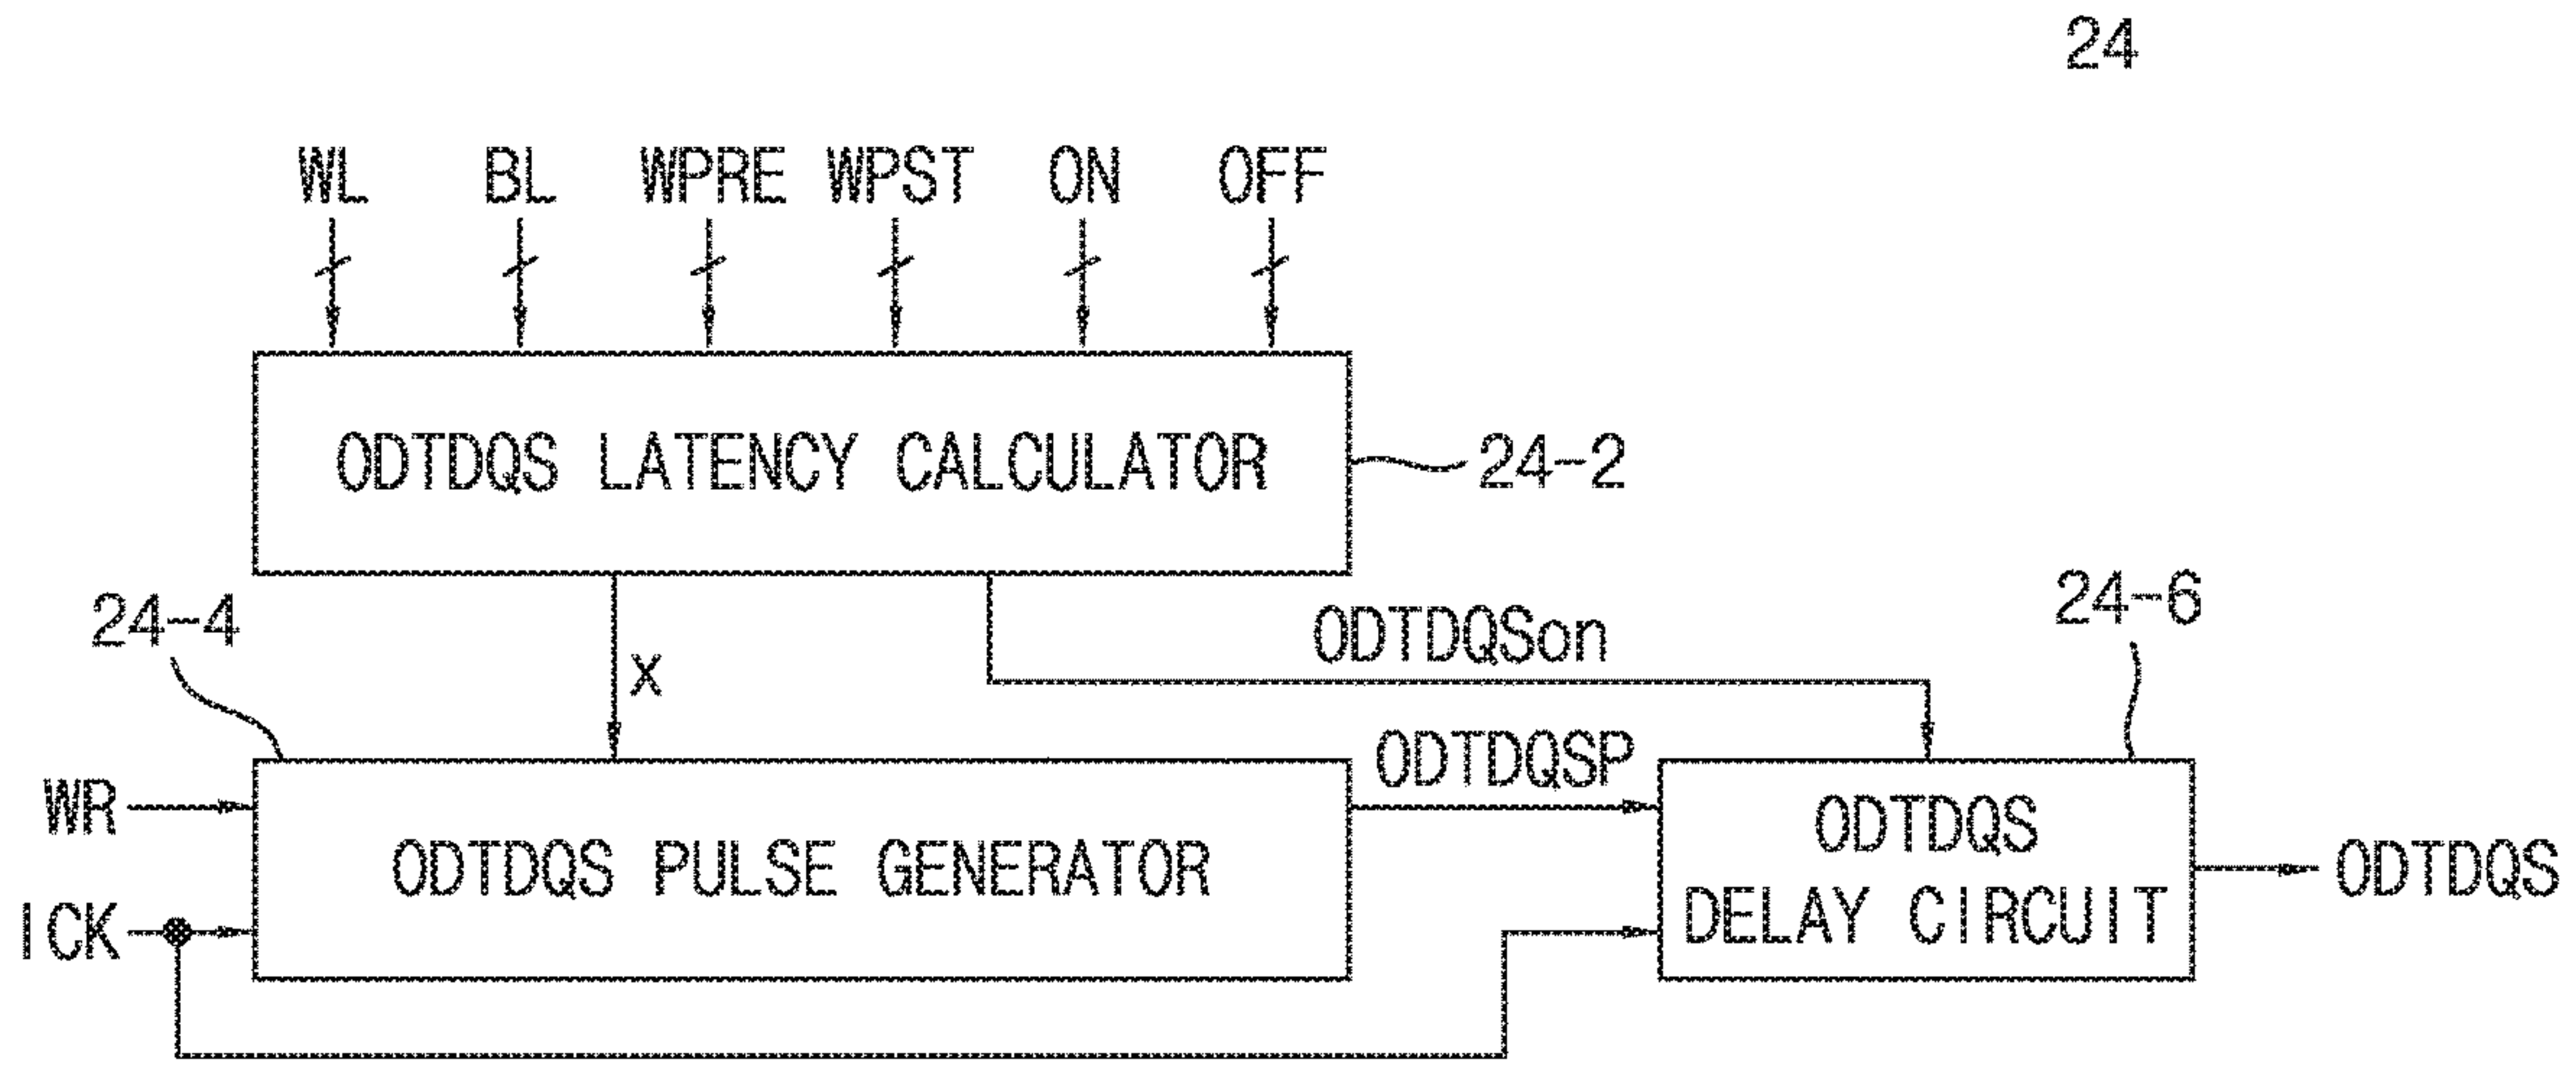 24
WL BL WPRE WPST ON OFF
ODTDQS LATENCY CALCULATOR
24-2
24-4
X
ODTDQSon
24-6
WR
ICK
ODTDQS PULSE GENERATOR
ODTDQSP
ODTDQS
DELAY CIRCUIT
ODTDQS